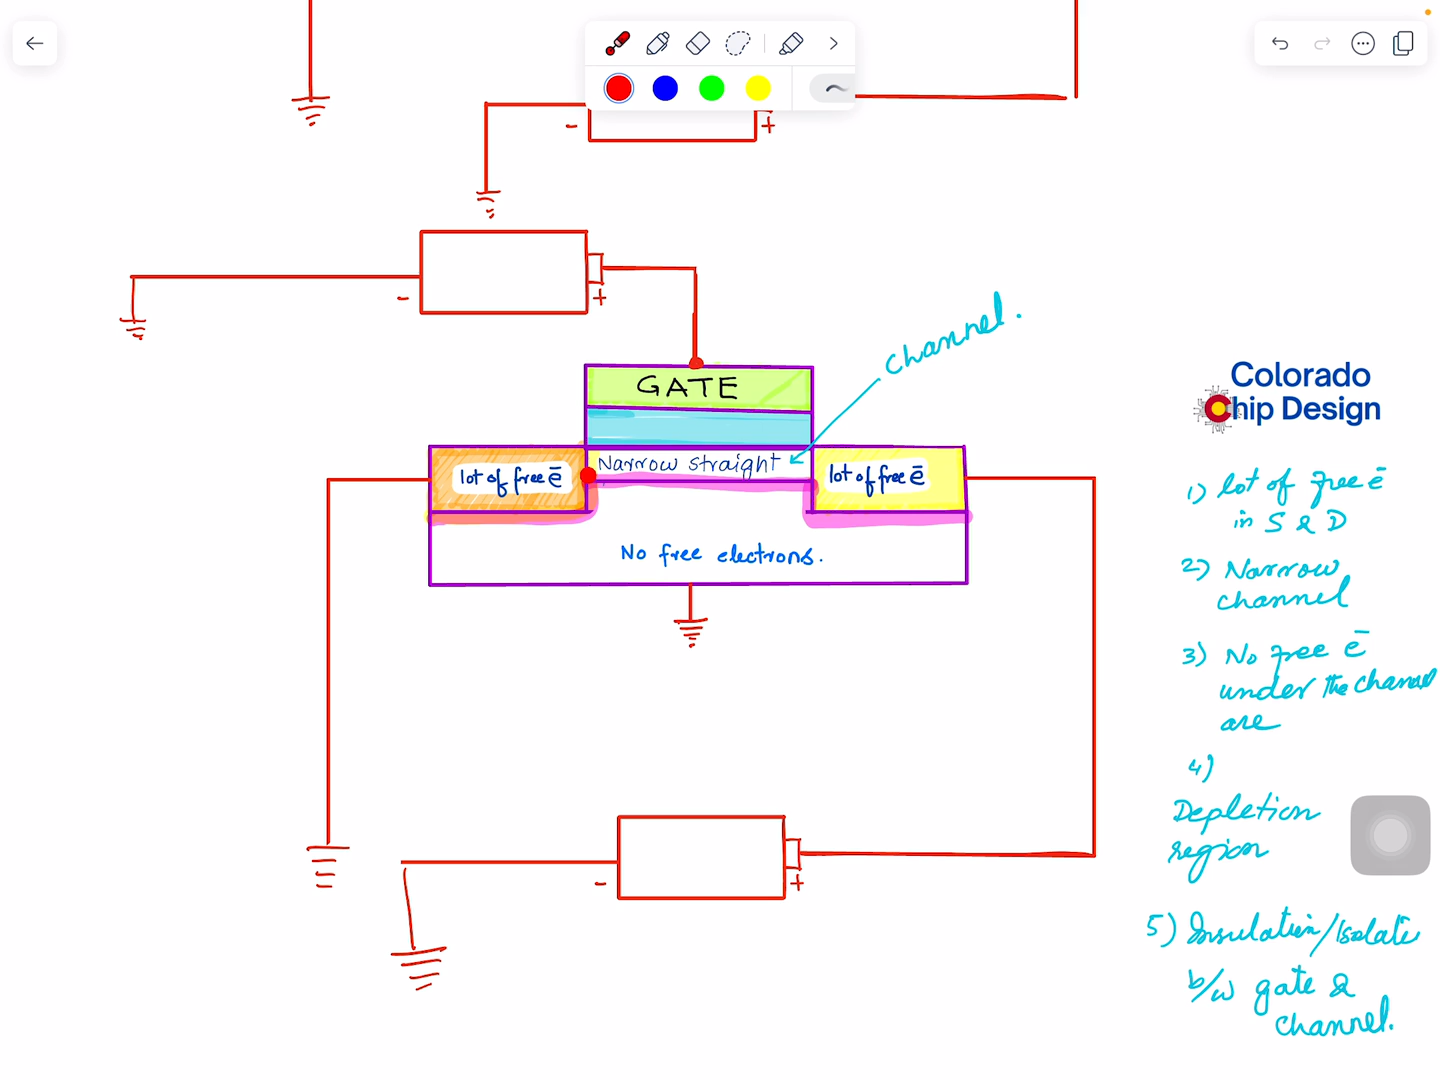 -
+
-
+
channel.
GATE
Narrow straight
lot of free ē
lot of free ē
No free electrons.
-
+
Colorado
Chip Design
1) lot of free ē
in S & D
2) Narrow
channel
3) No free ē
under the channel
are
4)
Depletion
region
5) Insulation/Isolate
b/w gate &
channel.